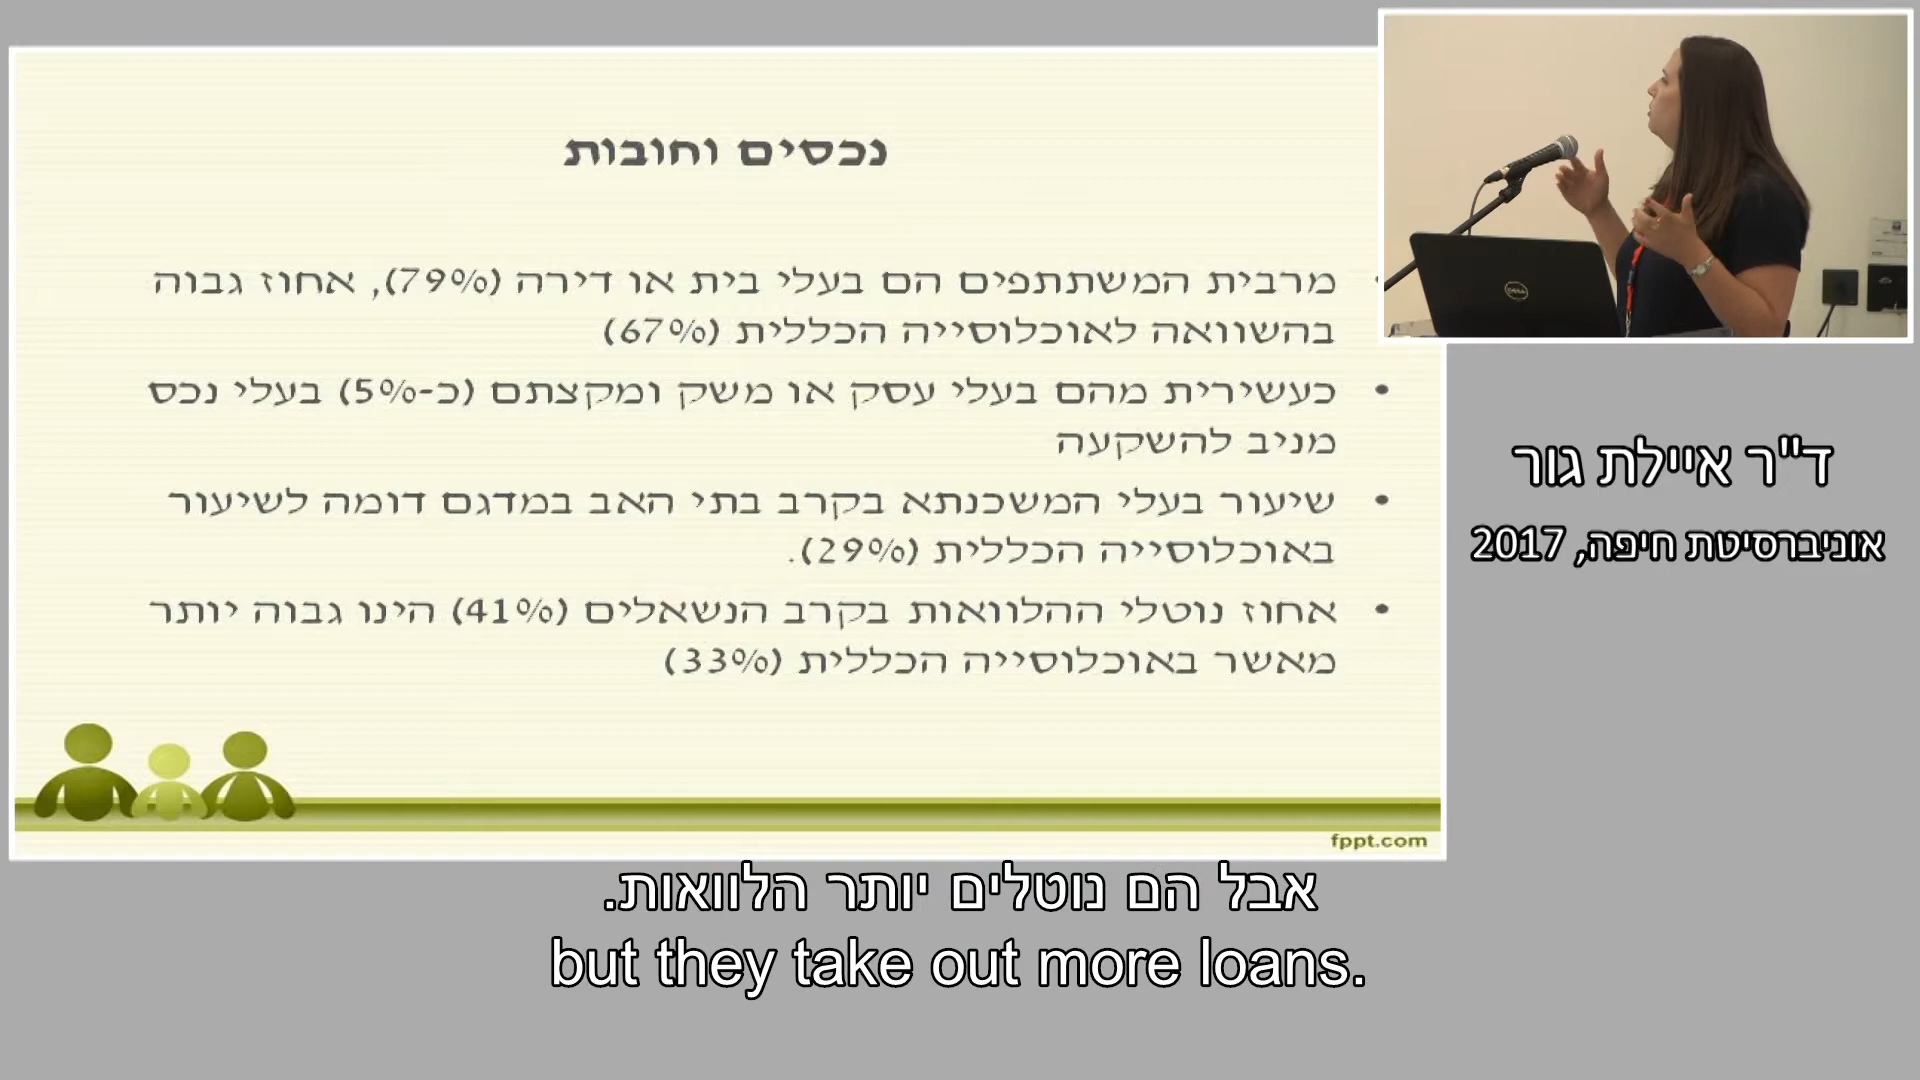 נכסים וחובות
• מרבית המשתתפים הם בעלי בית או דירה (79%), אחוז גבוה
בהשוואה לאוכלוסייה הכללית (67%)
• כעשירית מהם בעלי עסק או משק ומקצתם (כ-5%) בעלי נכס
מניב להשקעה
• שיעור בעלי המשכנתא בקרב בתי האב במדגם דומה לשיעור
באוכלוסייה הכללית (29%).
• אחוז נוטלי ההלוואות בקרב הנשאלים (41%) הינו גבוה יותר
מאשר באוכלוסייה הכללית (33%)
fppt.com
DELL
ד"ר איילת גור
אוניברסיטת חיפה, 2017
אבל הם נוטלים יותר הלוואות.
but they take out more loans.